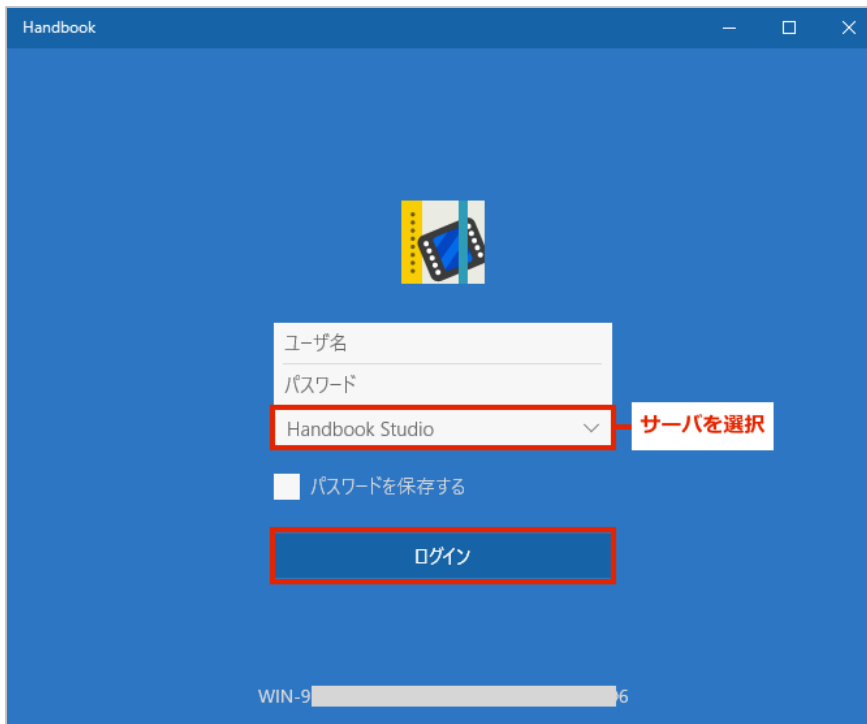 Handbook
ユーザ名
パスワード
Handbook Studio
サーバを選択
パスワードを保存する
ログイン
WIN-9 6